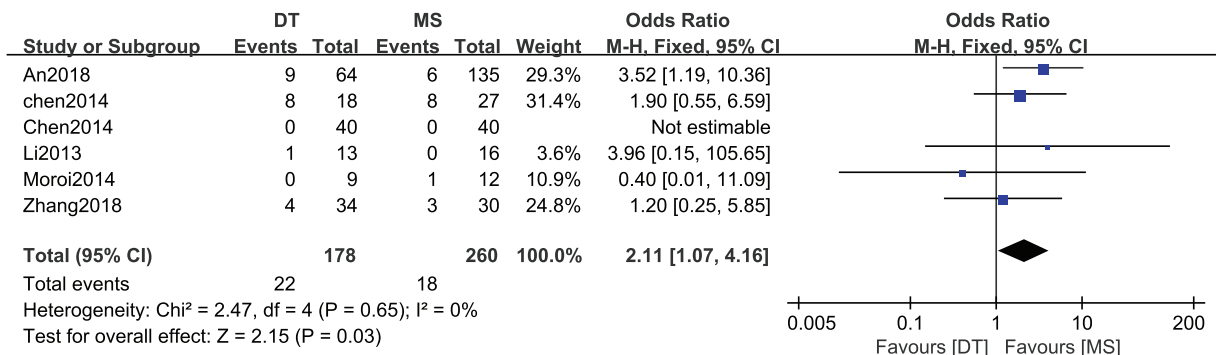 DT MS Odds Ratio Odds Ratio
Study or Subgroup Events Total Events Total Weight M-H, Fixed, 95% CI M-H, Fixed, 95% CI
An2018 9 64 6 135 29.3% 3.52 [1.19, 10.36]
chen2014 8 18 8 27 31.4% 1.90 [0.55, 6.59]
Chen2014 0 40 0 40 Not estimable
Li2013 1 13 0 16 3.6% 3.96 [0.15, 105.65]
Moroi2014 0 9 1 12 10.9% 0.40 [0.01, 11.09]
Zhang2018 4 34 3 30 24.8% 1.20 [0.25, 5.85]
Total (95% CI) 178 260 100.0% 2.11 [1.07, 4.16]
Total events 22 18
Heterogeneity: Chi² = 2.47, df = 4 (P = 0.65); I² = 0%
Test for overall effect: Z = 2.15 (P = 0.03)
0.005 0.1 1 10 200
Favours [DT] Favours [MS]